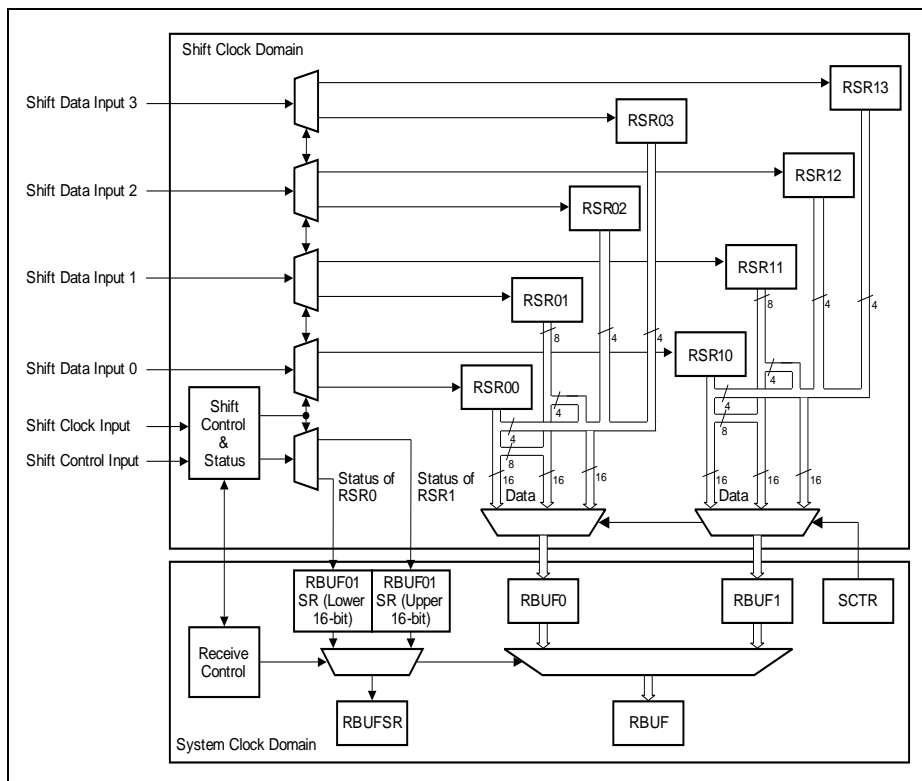 Shift Clock Domain
Shift Data Input 3
RSR13
RSR03
Shift Data Input 2
RSR12
RSR02
Shift Data Input 1
RSR11
RSR01
8
8
4
4
4
4
Shift Data Input 0
RSR10
RSR00
4
4
4
4
8
8
Shift
Control
&
Status
Shift Clock Input
Shift Control Input
Status of
RSR0
Status of
RSR1
16
Data
16
16
16
Data
16
16
RBUF01
SR (Lower
16-bit)
RBUF01
SR (Upper
16-bit)
RBUF0
RBUF1
SCTR
Receive
Control
RBUFSR
RBUF
System Clock Domain